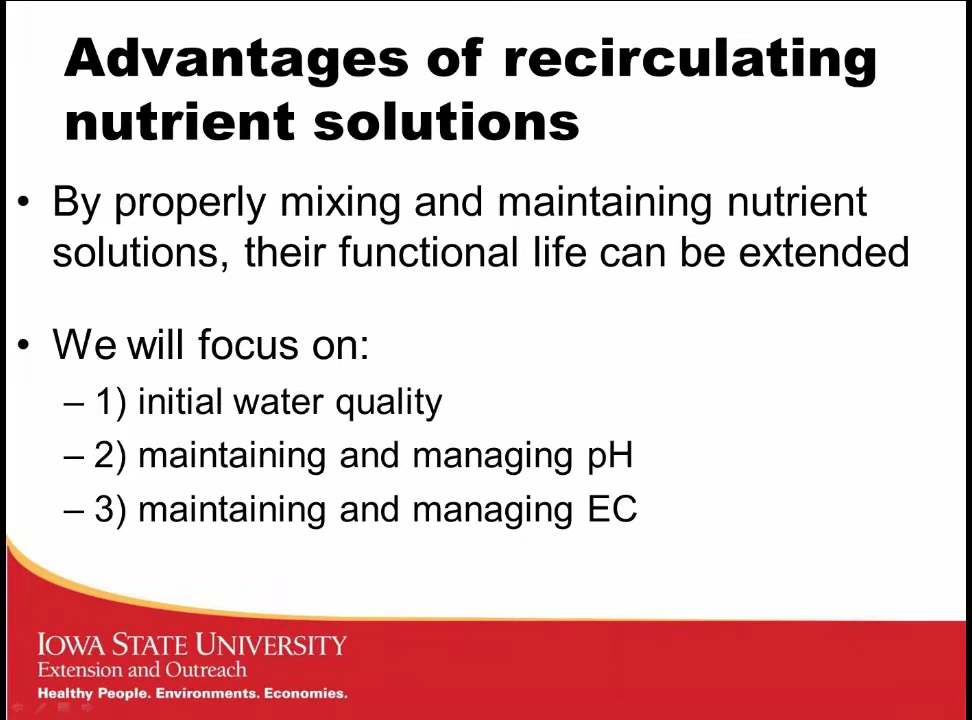 Advantages of recirculating
nutrient solutions
• By properly mixing and maintaining nutrient
solutions, their functional life can be extended
• We will focus on:
– 1) initial water quality
– 2) maintaining and managing pH
– 3) maintaining and managing EC
IOWA STATE UNIVERSITY
Extension and Outreach
Healthy People. Environments. Economies.